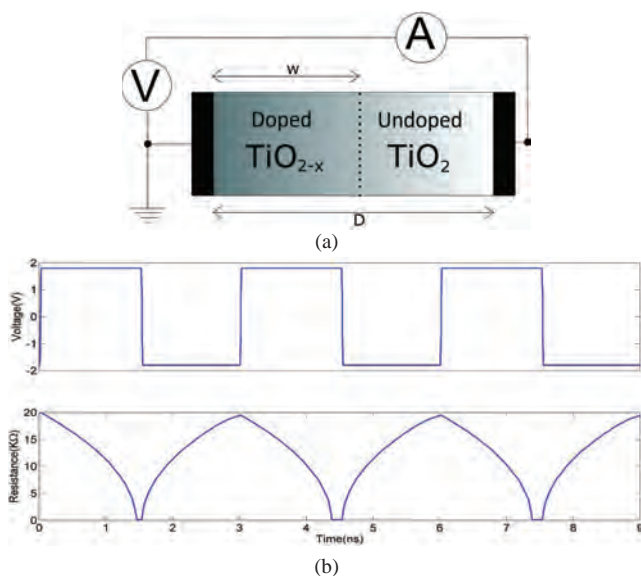 A
V
w
Doped
Undoped
TiO₂₋ₓ
TiO₂
D
(a)
2
1
0
-1
-2
Voltage(V)
20
15
10
5
0
Resistance(KΩ)
0 1 2 3 4 5 6 7 8 9
Time(ns)
(b)